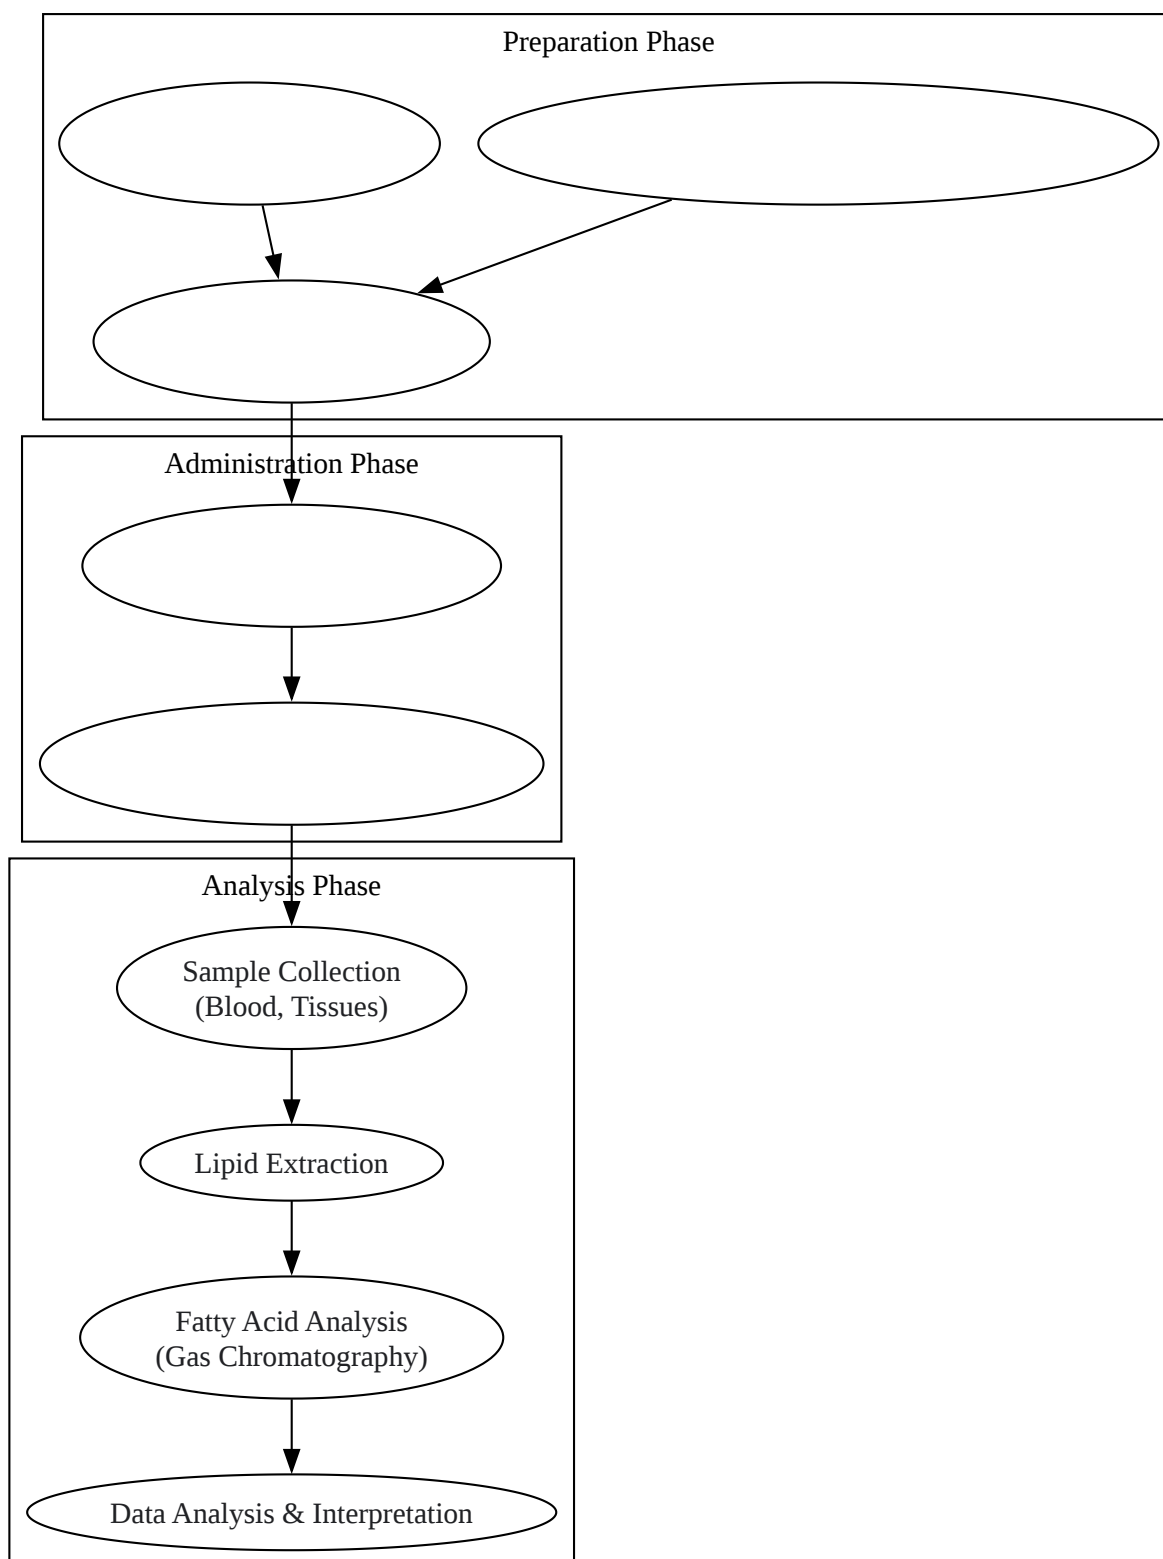 Preparation Phase
Administration Phase
Analysis Phase
Sample Collection
(Blood, Tissues)
Lipid Extraction
Fatty Acid Analysis
(Gas Chromatography)
Data Analysis & Interpretation